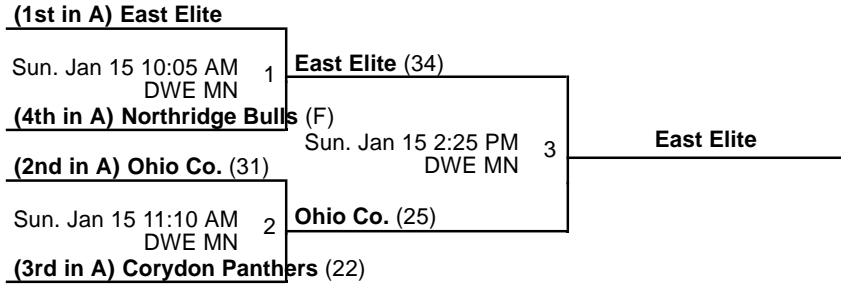 (1st in A) East Elite
Sun. Jan 15 10:05 AM 1
DWE MN
East Elite (34)
(4th in A) Northridge Bulls (F)
Sun. Jan 15 2:25 PM 3
DWE MN
East Elite
(2nd in A) Ohio Co. (31)
Sun. Jan 15 11:10 AM 2
DWE MN
Ohio Co. (25)
(3rd in A) Corydon Panthers (22)